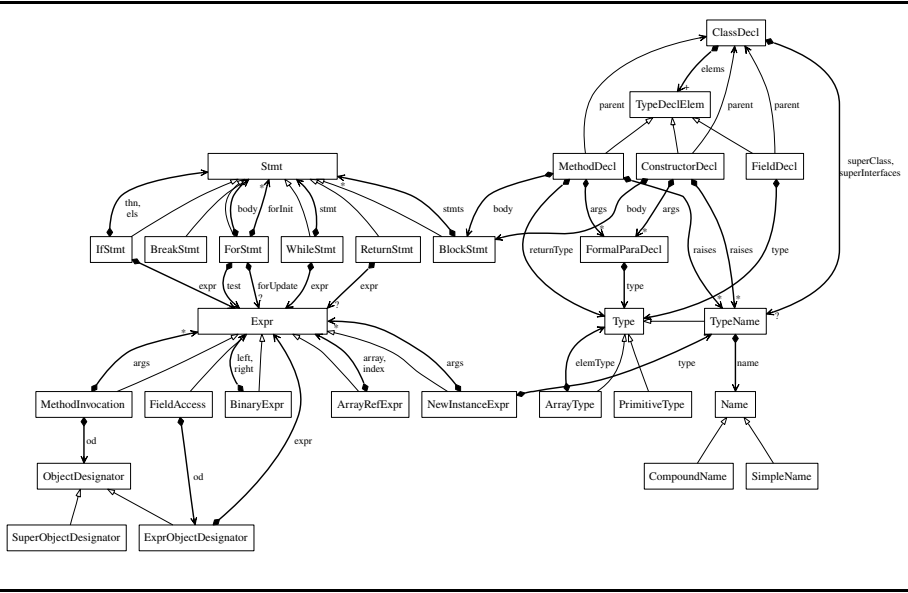 ClassDecl
elems
+
TypeDeclElem
parent
parent
parent
Stmt
MethodDecl
ConstructorDecl
FieldDecl
superClass,
superInterfaces
thn,
els
body
*
forInit
stmt
*
stmts
body
args
body
args
IfStmt
BreakStmt
ForStmt
WhileStmt
ReturnStmt
BlockStmt
returnType
*
FormalParaDecl
*
raises
raises
type
expr
test
forUpdate
expr
expr
type
?
?
*
*
?
Expr
Type
TypeName
*
*
args
left,
right
array,
index
args
elemType
type
name
MethodInvocation
FieldAccess
BinaryExpr
ArrayRefExpr
NewInstanceExpr
ArrayType
PrimitiveType
Name
od
expr
ObjectDesignator
od
CompoundName
SimpleName
SuperObjectDesignator
ExprObjectDesignator